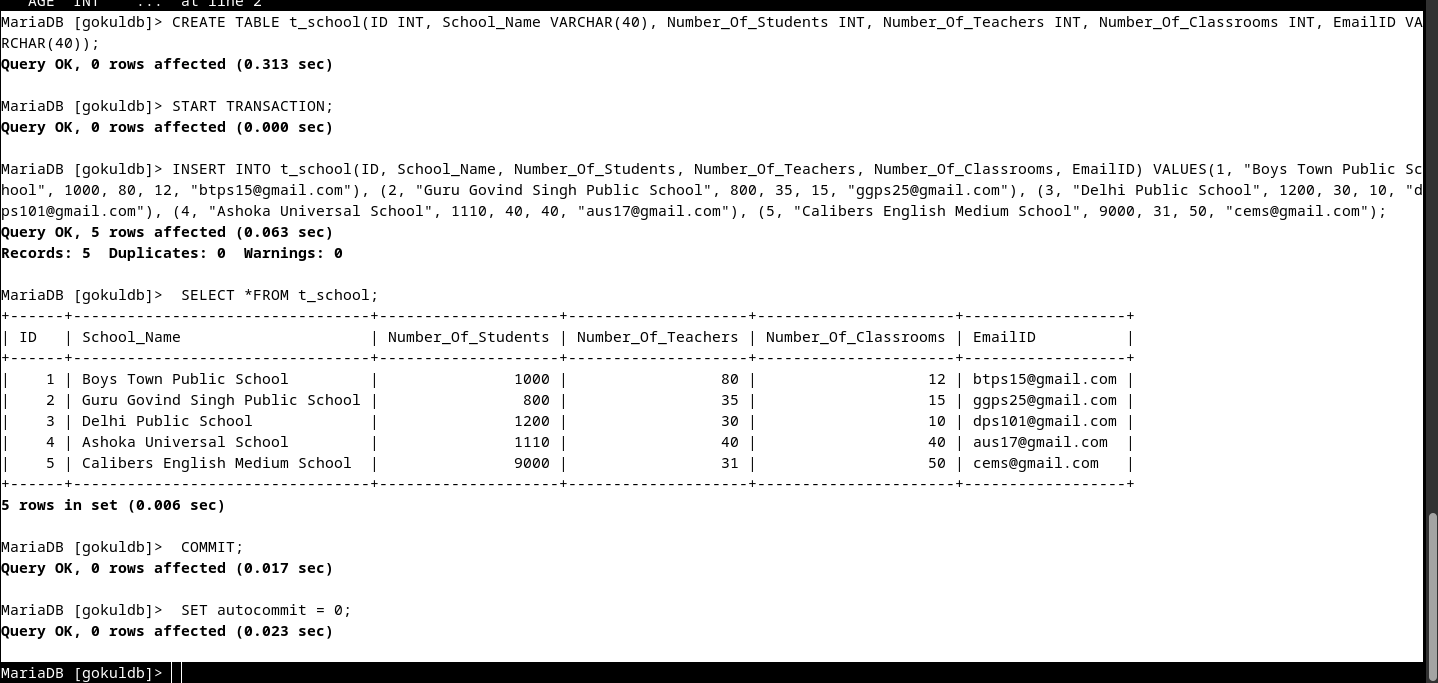 AGE  INT    ...  at line 2
MariaDB [gokuldb]> CREATE TABLE t_school(ID INT, School_Name VARCHAR(40), Number_Of_Students INT, Number_Of_Teachers INT, Number_Of_Classrooms INT, EmailID VA
RCHAR(40));
Query OK, 0 rows affected (0.313 sec)
MariaDB [gokuldb]> START TRANSACTION;
Query OK, 0 rows affected (0.000 sec)
MariaDB [gokuldb]> INSERT INTO t_school(ID, School_Name, Number_Of_Students, Number_Of_Teachers, Number_Of_Classrooms, EmailID) VALUES(1, "Boys Town Public Sc
hool", 1000, 80, 12, "btps15@gmail.com"), (2, "Guru Govind Singh Public School", 800, 35, 15, "ggps25@gmail.com"), (3, "Delhi Public School", 1200, 30, 10, "d
ps101@gmail.com"), (4, "Ashoka Universal School", 1110, 40, 40, "aus17@gmail.com"), (5, "Calibers English Medium School", 9000, 31, 50, "cems@gmail.com");
Query OK, 5 rows affected (0.063 sec)
Records: 5  Duplicates: 0  Warnings: 0
MariaDB [gokuldb]>  SELECT *FROM t_school;
+------+---------------------------------+--------------------+--------------------+----------------------+------------------+
| ID   | School_Name                     | Number_Of_Students | Number_Of_Teachers | Number_Of_Classrooms | EmailID          |
+------+---------------------------------+--------------------+--------------------+----------------------+------------------+
|    1 | Boys Town Public School         |               1000 |                 80 |                   12 | btps15@gmail.com |
|    2 | Guru Govind Singh Public School |                800 |                 35 |                   15 | ggps25@gmail.com |
|    3 | Delhi Public School             |               1200 |                 30 |                   10 | dps101@gmail.com |
|    4 | Ashoka Universal School         |               1110 |                 40 |                   40 | aus17@gmail.com  |
|    5 | Calibers English Medium School  |               9000 |                 31 |                   50 | cems@gmail.com   |
+------+---------------------------------+--------------------+--------------------+----------------------+------------------+
5 rows in set (0.006 sec)
MariaDB [gokuldb]>  COMMIT;
Query OK, 0 rows affected (0.017 sec)
MariaDB [gokuldb]>  SET autocommit = 0;
Query OK, 0 rows affected (0.023 sec)
MariaDB [gokuldb]>